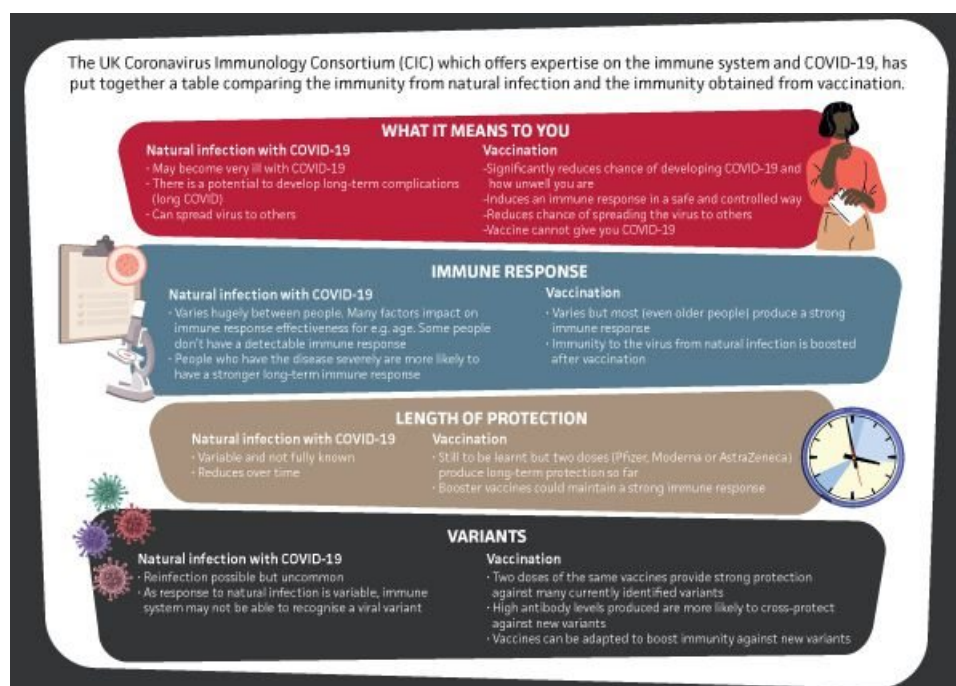 The UK Coronavirus Immunology Consortium (CIC) which offers expertise on the immune system and COVID-19, has
put together a table comparing the immunity from natural infection and the immunity obtained from vaccination.
WHAT IT MEANS TO YOU
Natural infection with COVID-19
· May become very ill with COVID-19
· There is a potential to develop long-term complications
(long COVID)
· Can spread virus to others
Vaccination
-Significantly reduces chance of developing COVID-19 and
how unwell you are
-Induces an immune response in a safe and controlled way
-Reduces chance of spreading the virus to others
-Vaccine cannot give you COVID-19
IMMUNE RESPONSE
Natural infection with COVID-19
· Varies hugely between people. Many factors impact on
immune response effectiveness for e.g. age. Some people
don't have a detectable immune response
· People who have the disease severely are more likely to
have a stronger long-term immune response
Vaccination
· Varies but most (even older people) produce a strong
immune response
· Immunity to the virus from natural infection is boosted
after vaccination
LENGTH OF PROTECTION
Natural infection with COVID-19
· Variable and not fully known
· Reduces over time
Vaccination
· Still to be learnt but two doses (Pfizer, Moderna or AstraZeneca)
produce long-term protection so far
· Booster vaccines could maintain a strong immune response
VARIANTS
Natural infection with COVID-19
· Reinfection possible but uncommon
· As response to natural infection is variable, immune
system may not be able to recognise a viral variant
Vaccination
· Two doses of the same vaccines provide strong protection
against many currently identified variants
· High antibody levels produced are more likely to cross-protect
against new variants
· Vaccines can be adapted to boost immunity against new variants